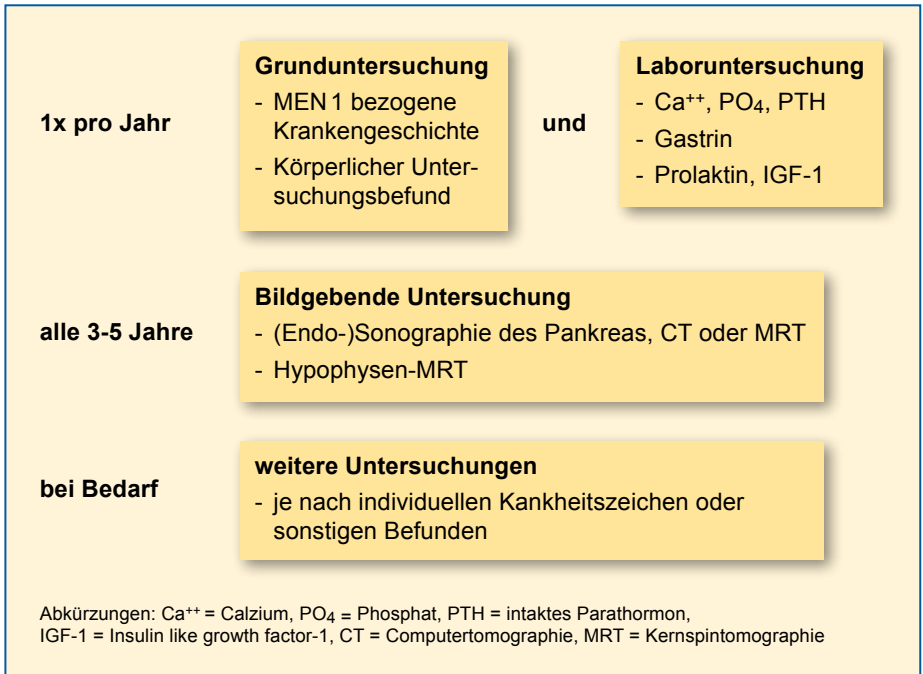 1x pro Jahr
Grunduntersuchung
- MEN 1 bezogene
Krankengeschichte
- Körperlicher Unter-
suchungsbefund
und
Laboruntersuchung
- Ca++, PO4, PTH
- Gastrin
- Prolaktin, IGF-1
alle 3-5 Jahre
Bildgebende Untersuchung
- (Endo-)Sonographie des Pankreas, CT oder MRT
- Hypophysen-MRT
bei Bedarf
weitere Untersuchungen
- je nach individuellen Kankheitszeichen oder
sonstigen Befunden
Abkürzungen: Ca++ = Calzium, PO4 = Phosphat, PTH = intaktes Parathormon,
IGF-1 = Insulin like growth factor-1, CT = Computertomographie, MRT = Kernspintomographie